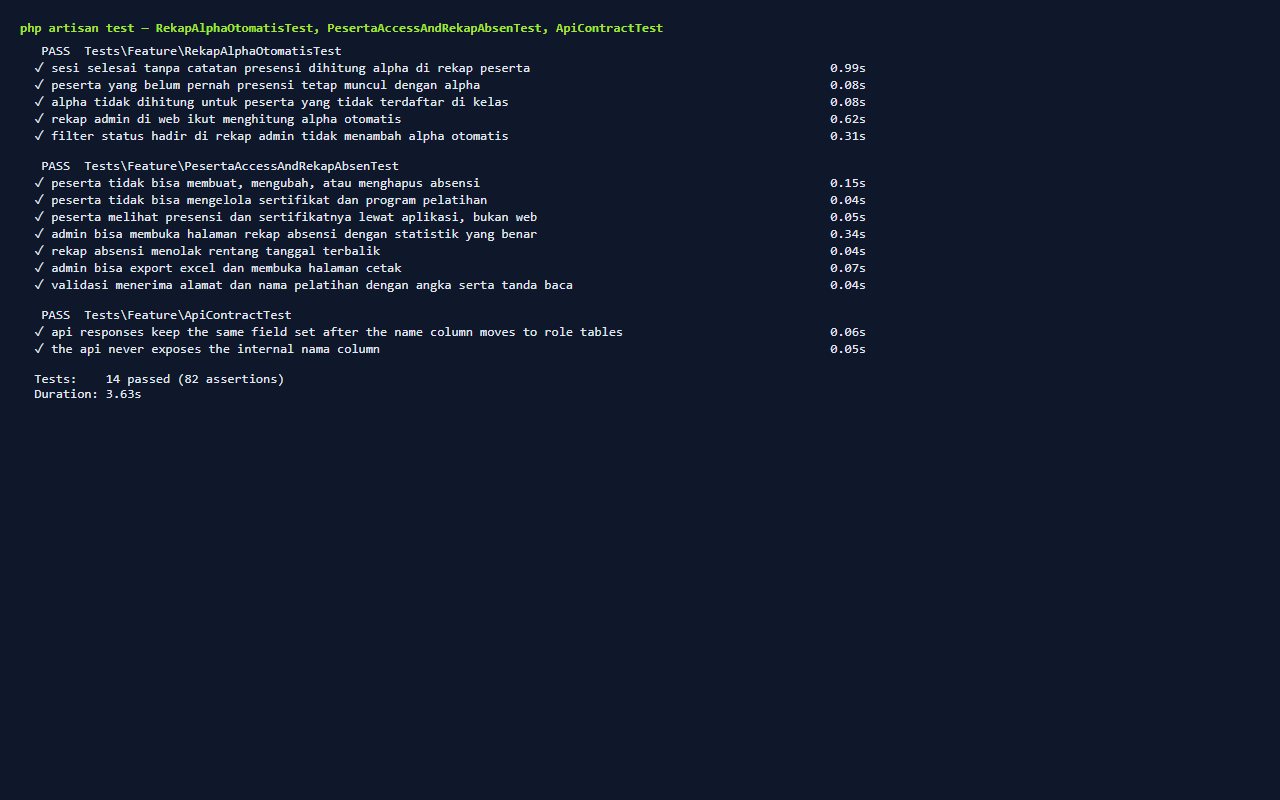 php artisan test — RekapAlphaOtomatisTest, PesertaAccessAndRekapAbsenTest, ApiContractTest
PASS Tests\Feature\RekapAlphaOtomatisTest
✓ sesi selesai tanpa catatan presensi dihitung alpha di rekap peserta 0.99s
✓ peserta yang belum pernah presensi tetap muncul dengan alpha 0.08s
✓ alpha tidak dihitung untuk peserta yang tidak terdaftar di kelas 0.08s
✓ rekap admin di web ikut menghitung alpha otomatis 0.62s
✓ filter status hadir di rekap admin tidak menambah alpha otomatis 0.31s
PASS Tests\Feature\PesertaAccessAndRekapAbsenTest
✓ peserta tidak bisa membuat, mengubah, atau menghapus absensi 0.15s
✓ peserta tidak bisa mengelola sertifikat dan program pelatihan 0.04s
✓ peserta melihat presensi dan sertifikatnya lewat aplikasi, bukan web 0.05s
✓ admin bisa membuka halaman rekap absensi dengan statistik yang benar 0.34s
✓ rekap absensi menolak rentang tanggal terbalik 0.04s
✓ admin bisa export excel dan membuka halaman cetak 0.07s
✓ validasi menerima alamat dan nama pelatihan dengan angka serta tanda baca 0.04s
PASS Tests\Feature\ApiContractTest
✓ api responses keep the same field set after the name column moves to role tables 0.06s
✓ the api never exposes the internal nama column 0.05s
Tests: 14 passed (82 assertions)
Duration: 3.63s